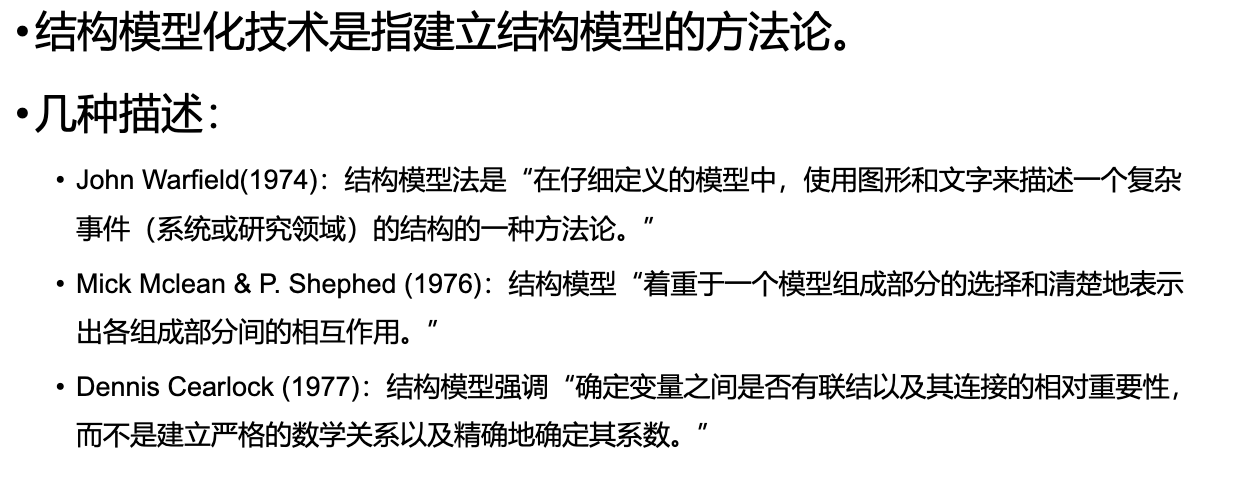 •结构模型化技术是指建立结构模型的方法论。
•几种描述：
• John Warfield(1974)：结构模型法是“在仔细定义的模型中，使用图形和文字来描述一个复杂
事件（系统或研究领域）的结构的一种方法论。”
• Mick Mclean & P. Shephed (1976)：结构模型“着重于一个模型组成部分的选择和清楚地表示
出各组成部分间的相互作用。”
• Dennis Cearlock (1977)：结构模型强调“确定变量之间是否有联结以及其连接的相对重要性，
而不是建立严格的数学关系以及精确地确定其系数。”